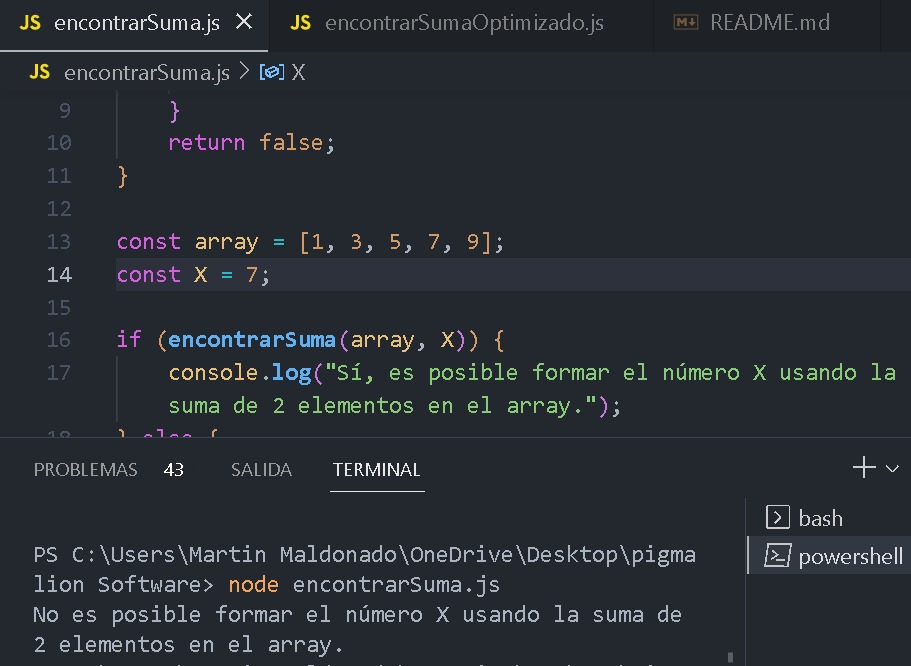 JS encontrarSuma.js ×
JS encontrarSumaOptimizado.js
M↓ README.md
JS encontrarSuma.js > X
9 }
10 return false;
11 }
12
13 const array = [1, 3, 5, 7, 9];
14 const X = 7;
15
16 if (encontrarSuma(array, X)) {
17 console.log("Sí, es posible formar el número X usando la
suma de 2 elementos en el array.");
18 } else {
PROBLEMAS 43 SALIDA TERMINAL
bash
powershell
PS C:\Users\Martin Maldonado\OneDrive\Desktop\pigma
lion Software> node encontrarSuma.js
No es posible formar el número X usando la suma de
2 elementos en el array.